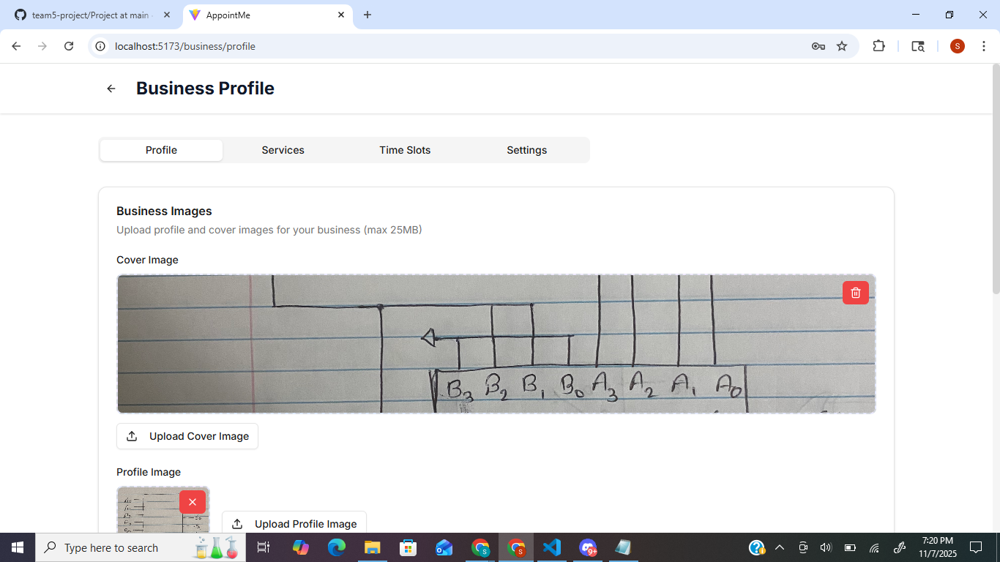 team5-project/Project at main
AppointMe
localhost:5173/business/profile
S
Business Profile
Profile
Services
Time Slots
Settings
Business Images
Upload profile and cover images for your business (max 25MB)
Cover Image
B3 B2 B1 B0 A3 A2 A1 A0
Upload Cover Image
Profile Image
Upload Profile Image
Type here to search
9+
7:20 PM
11/7/2025